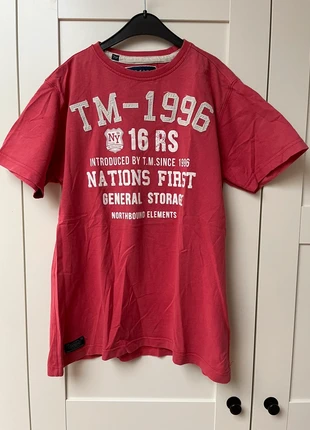 TM-1996
NY 16 RS
INTRODUCED BY T.M. SINCE 1996
NATIONS FIRST
GENERAL STORAGE
NORTHBOUND ELEMENTS